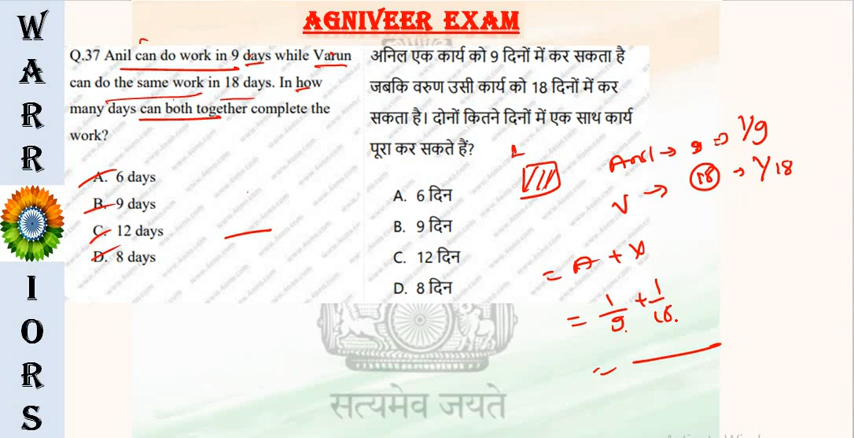 AGNIVEER EXAM
W
A
R
R
I
O
R
S
Q.37 Anil can do work in 9 days while Varun
can do the same work in 18 days. In how
many days can both together complete the
work?
A. 6 days
B. 9 days
C. 12 days
D. 8 days
अनिल एक कार्य को 9 दिनों में कर सकता है
जबकि वरुण उसी कार्य को 18 दिनों में कर
सकता है। दोनों कितने दिनों में एक साथ कार्य
पूरा कर सकते हैं?
A. 6 दिन
B. 9 दिन
C. 12 दिन
D. 8 दिन
Anil → 9 → 1/9
V → 18 → 1/18
= A + V
= 1/9 + 1/18
=
सत्यमेव जयते